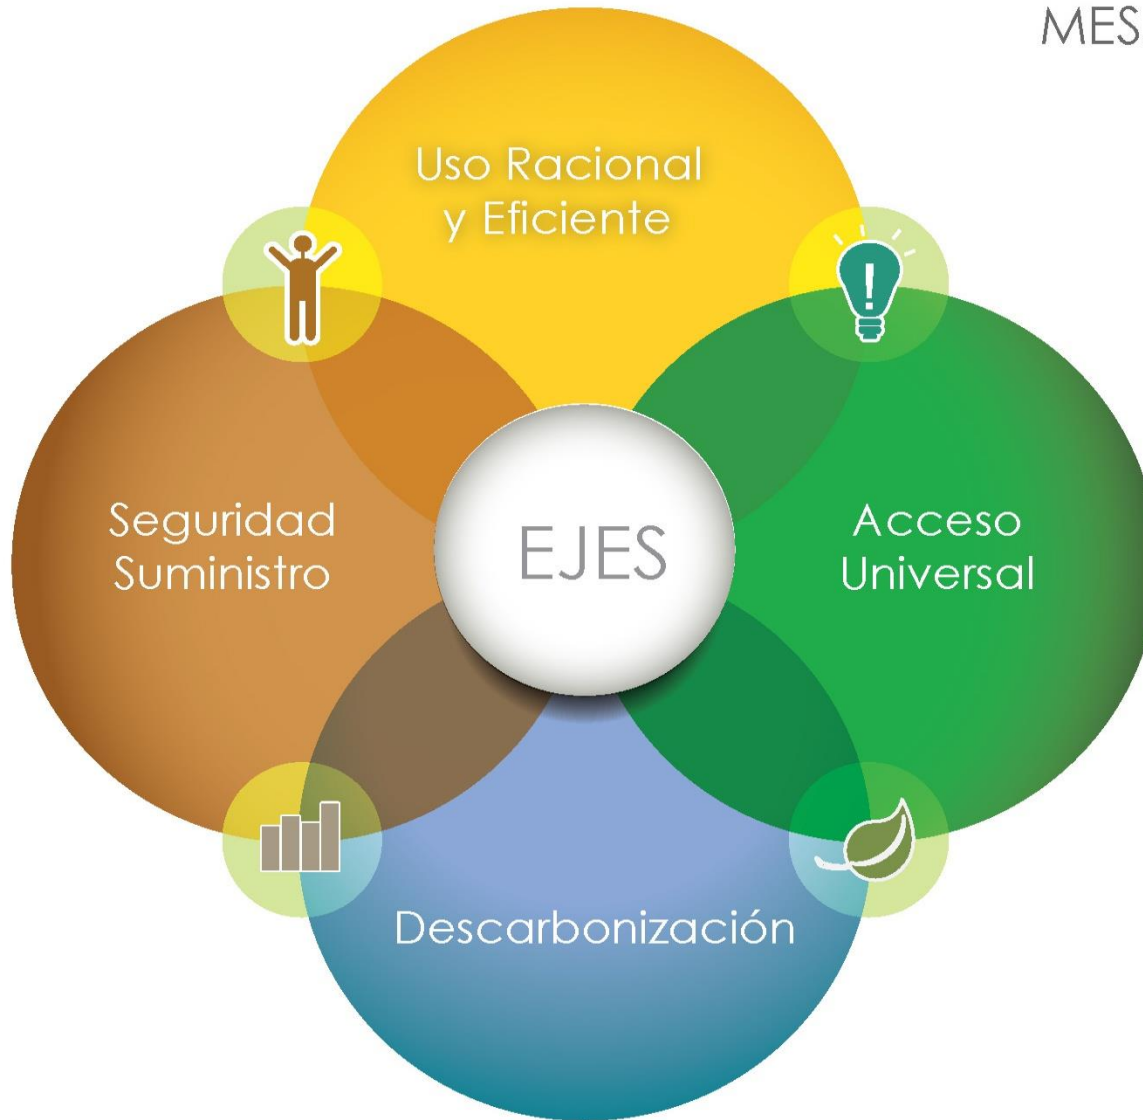 MES
Uso Racional
y Eficiente
Seguridad
Suministro
EJES
Acceso
Universal
Descarbonización